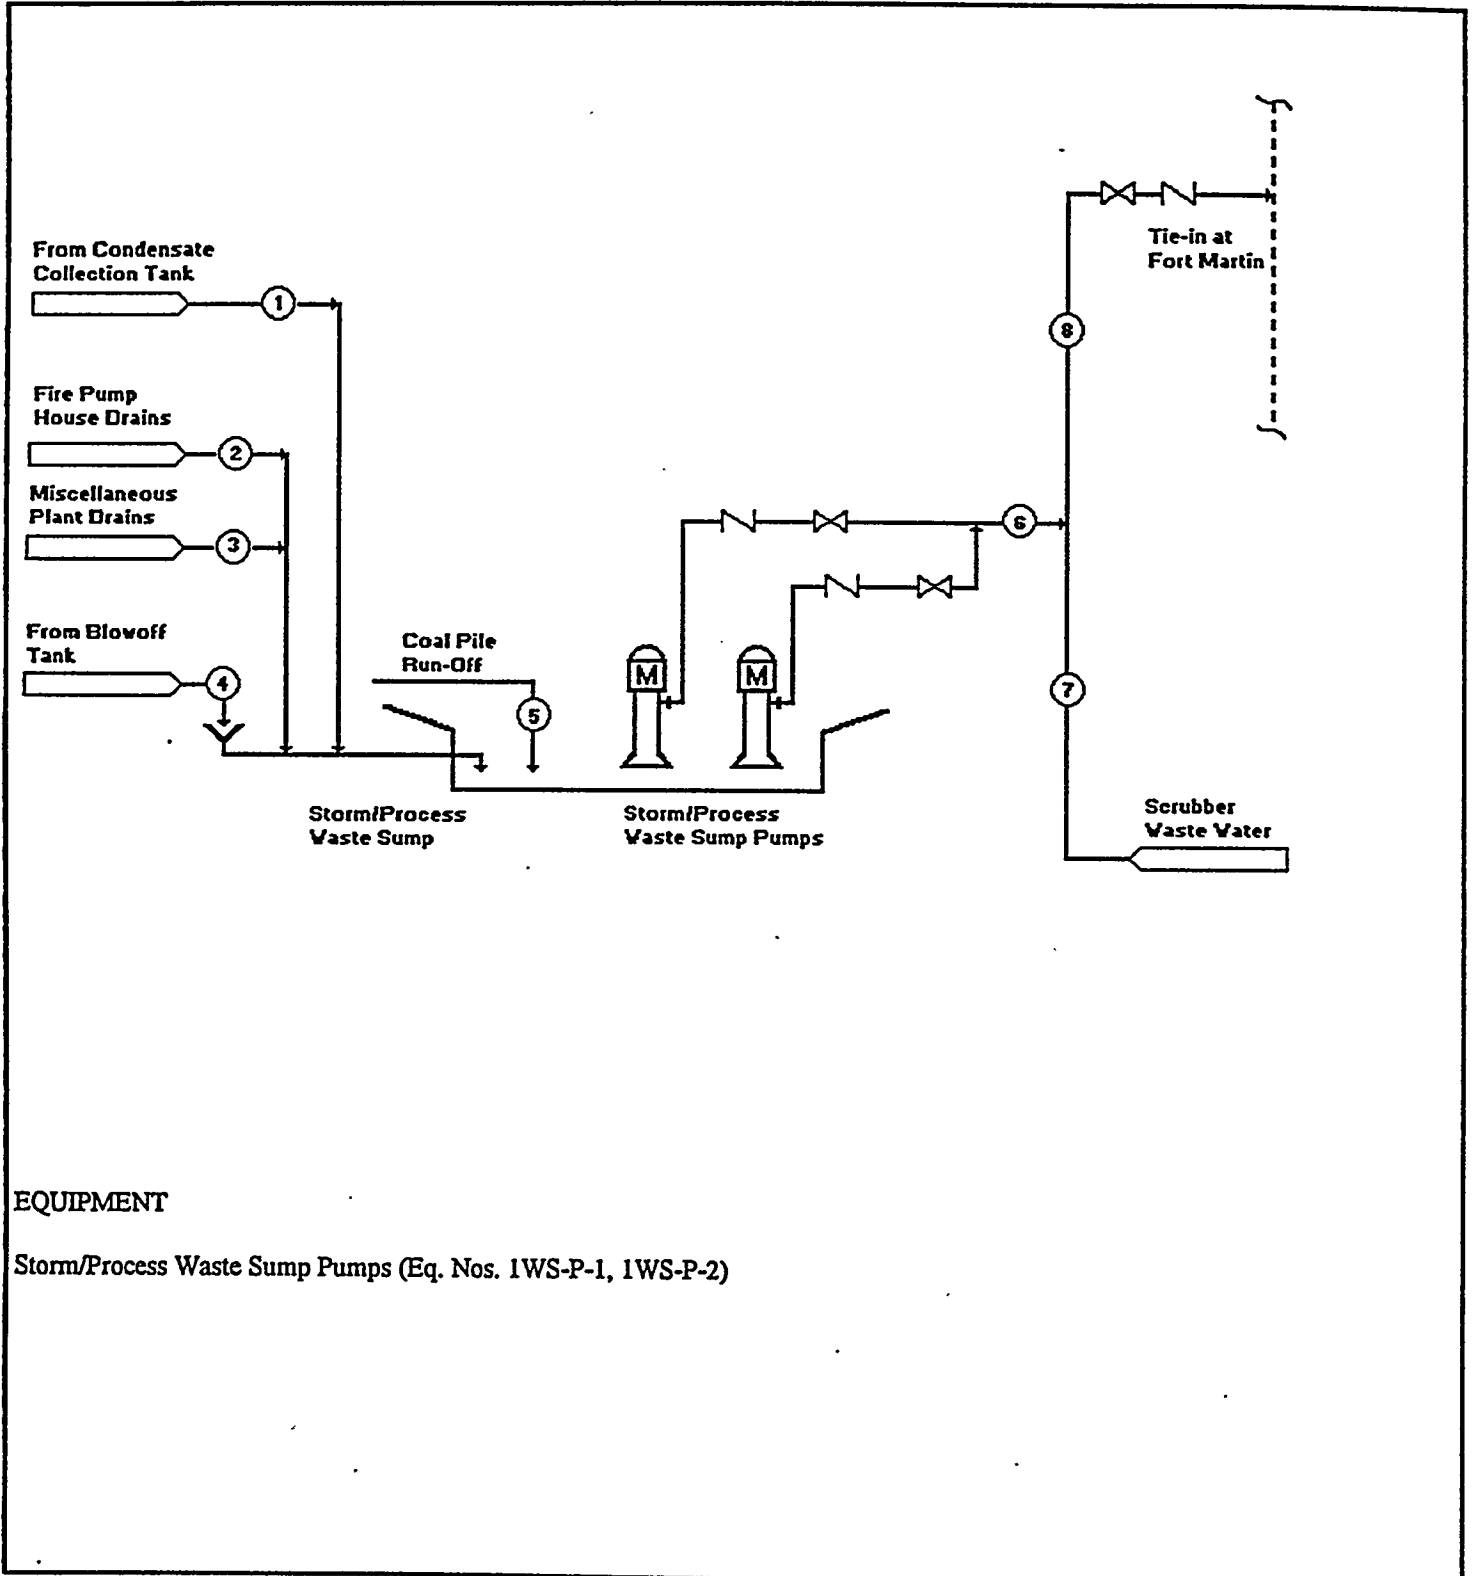 From Condensate
Collection Tank
1
Fire Pump
House Drains
2
Miscellaneous
Plant Drains
3
From Blowoff
Tank
4
Coal Pile
Run-Off
5
M
M
Storm/Process
Waste Sump
Storm/Process
Waste Sump Pumps
6
7
8
Tie-in at
Fort Martin
Scrubber
Waste Water
EQUIPMENT
Storm/Process Waste Sump Pumps (Eq. Nos. 1WS-P-1, 1WS-P-2)